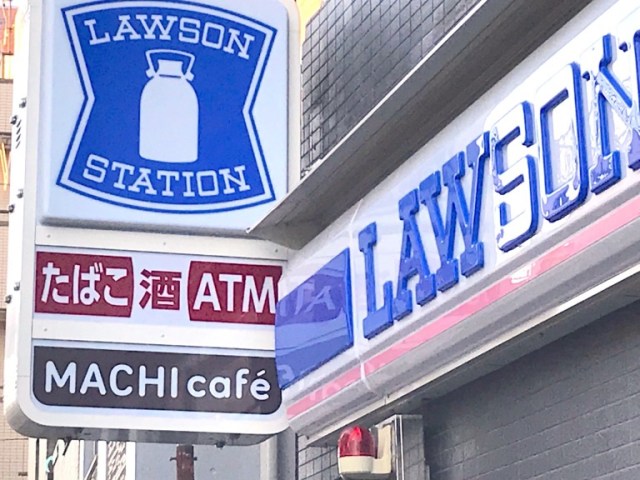 LAWSON
STATION
たばこ 酒 ATM
MACHI café
LAWSON